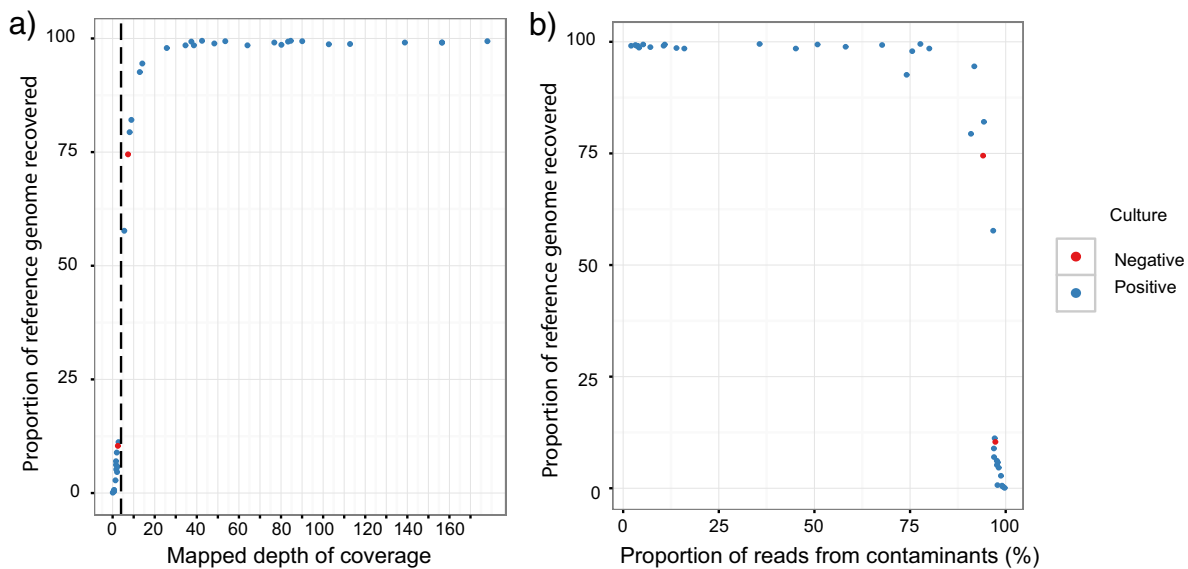 a)
Proportion of reference genome recovered
100
75
50
25
0
0 20 40 60 80 100 120 140 160
Mapped depth of coverage
b)
Proportion of reference genome recovered
100
75
50
25
0
0 25 50 75 100
Proportion of reads from contaminants (%)
Culture
Negative
Positive